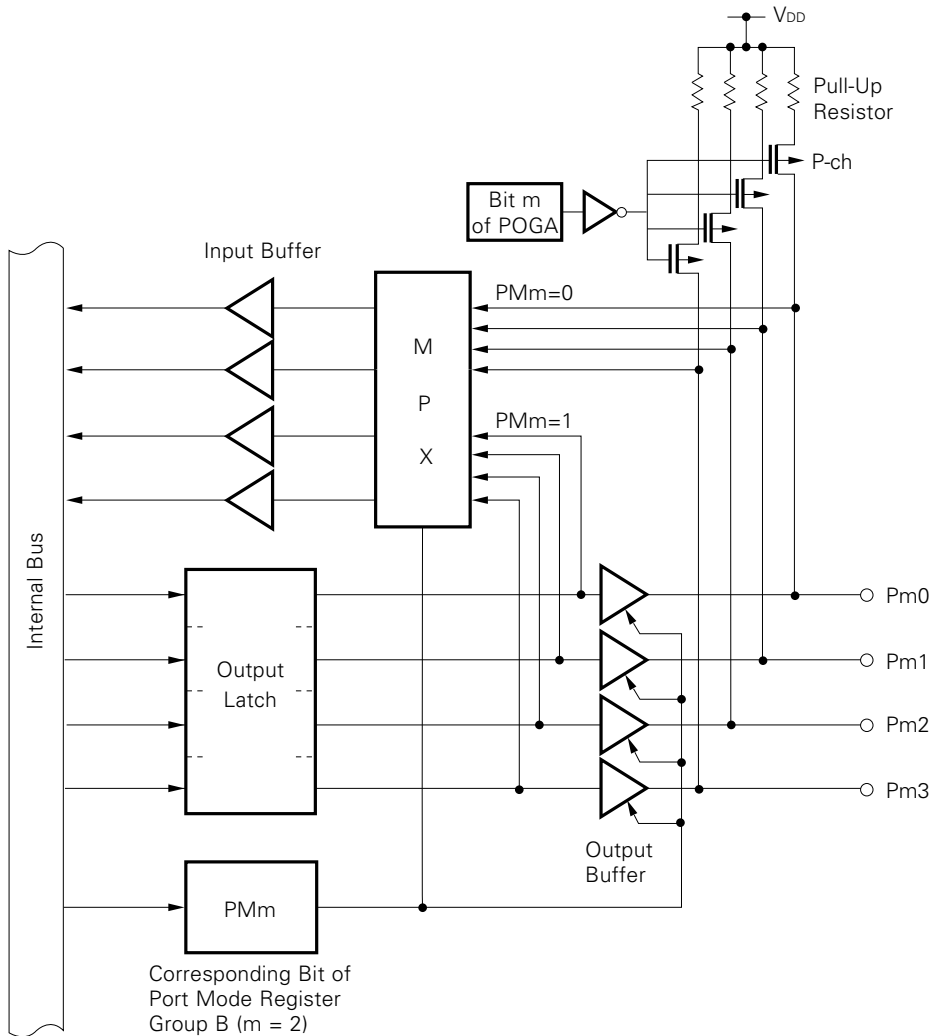 VDD
Pull-Up
Resistor
P-ch
Bit m
of POGA
Input Buffer
PMm=0
M
P
X
PMm=1
Internal Bus
Output
Latch
Pm0
Pm1
Pm2
Pm3
Output
Buffer
PMm
Corresponding Bit of
Port Mode Register
Group B (m = 2)